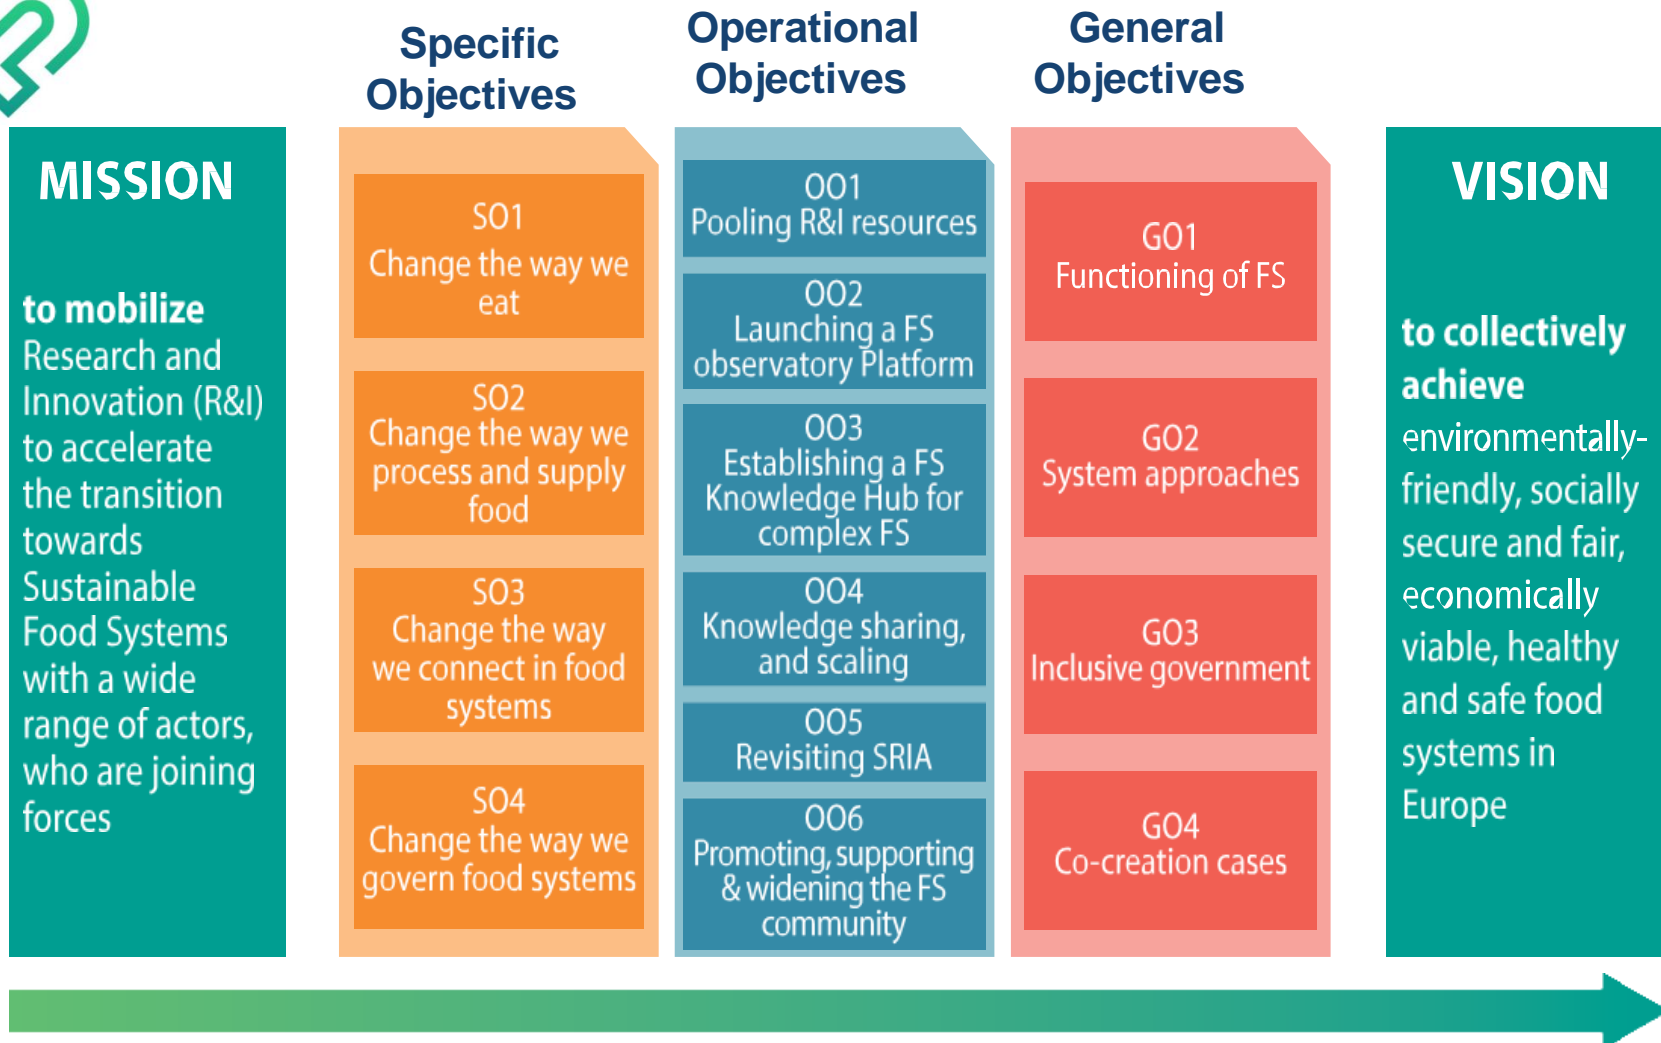 Specific
Objectives
Operational
Objectives
General
Objectives
MISSION
to mobilize
Research and
Innovation (R&I)
to accelerate
the transition
towards
Sustainable
Food Systems
with a wide
range of actors,
who are joining
forces
SO1
Change the way we
eat
SO2
Change the way we
process and supply
food
SO3
Change the way
we connect in food
systems
SO4
Change the way we
govern food systems
OO1
Pooling R&I resources
OO2
Launching a FS
observatory Platform
OO3
Establishing a FS
Knowledge Hub for
complex FS
OO4
Knowledge sharing,
and scaling
OO5
Revisiting SRIA
OO6
Promoting, supporting
& widening the FS
community
GO1
Functioning of FS
GO2
System approaches
GO3
Inclusive government
GO4
Co-creation cases
VISION
to collectively
achieve
environmentally-
friendly, socially
secure and fair,
economically
viable, healthy
and safe food
systems in
Europe